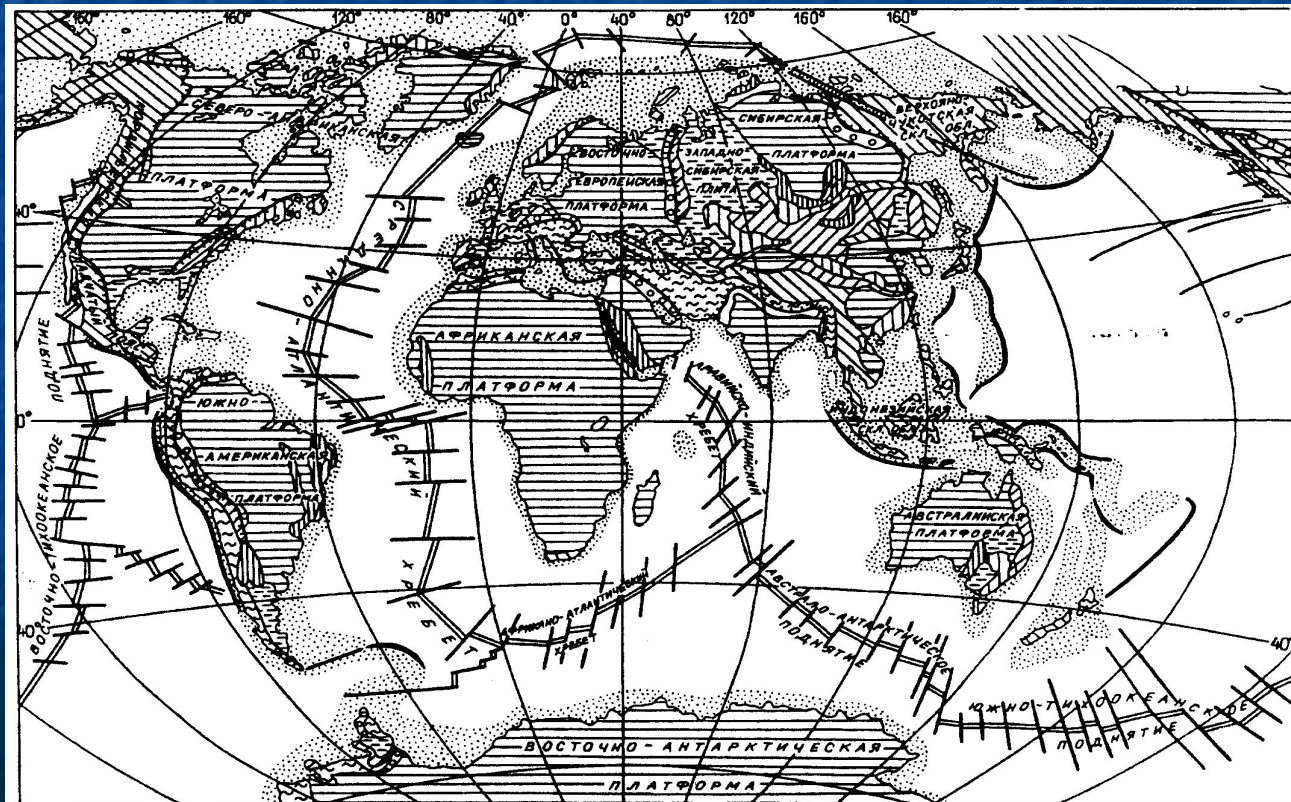 160° 160° 120° 80° 40° 0° 40° 80° 120° 160° 160°
СЕВЕРО-АМЕРИКАНСКАЯ
ПЛАТФОРМА
ВОСТОЧНО-
ЕВРОПЕЙСКАЯ
ПЛАТФОРМА
ЗАПАДНО-
СИБИРСКАЯ
ПЛИТА
СИБИРСКАЯ
ПЛАТФОРМА
ВЕРХОЯНО-
ЧУКОТСКАЯ
СКЛ. ОБЛ.
40°
СРЕДИННО-АТЛАНТИЧЕСКИЙ ХРЕБЕТ
АФРИКАНСКАЯ
ПЛАТФОРМА
АРАВИЙСКО-ИНДИЙСКИЙ
ХРЕБЕТ
ИНДОНЕЗИЙСКАЯ
0°
ЮЖНО-
АМЕРИКАНСКАЯ
ПЛАТФОРМА
ВОСТОЧНО-ТИХООКЕАНСКОЕ ПОДНЯТИЕ
АВСТРАЛИЙСКАЯ
ПЛАТФОРМА
АФРИКАНО-АТЛАНТИЧЕСКИЙ
ХРЕБЕТ
АВСТРАЛО-АНТАРКТИЧЕСКОЕ
ПОДНЯТИЕ
40°
40°
ЮЖНО-ТИХООКЕАНСКОЕ
ПОДНЯТИЕ
ВОСТОЧНО-АНТАРКТИЧЕСКАЯ
ПЛАТФОРМА